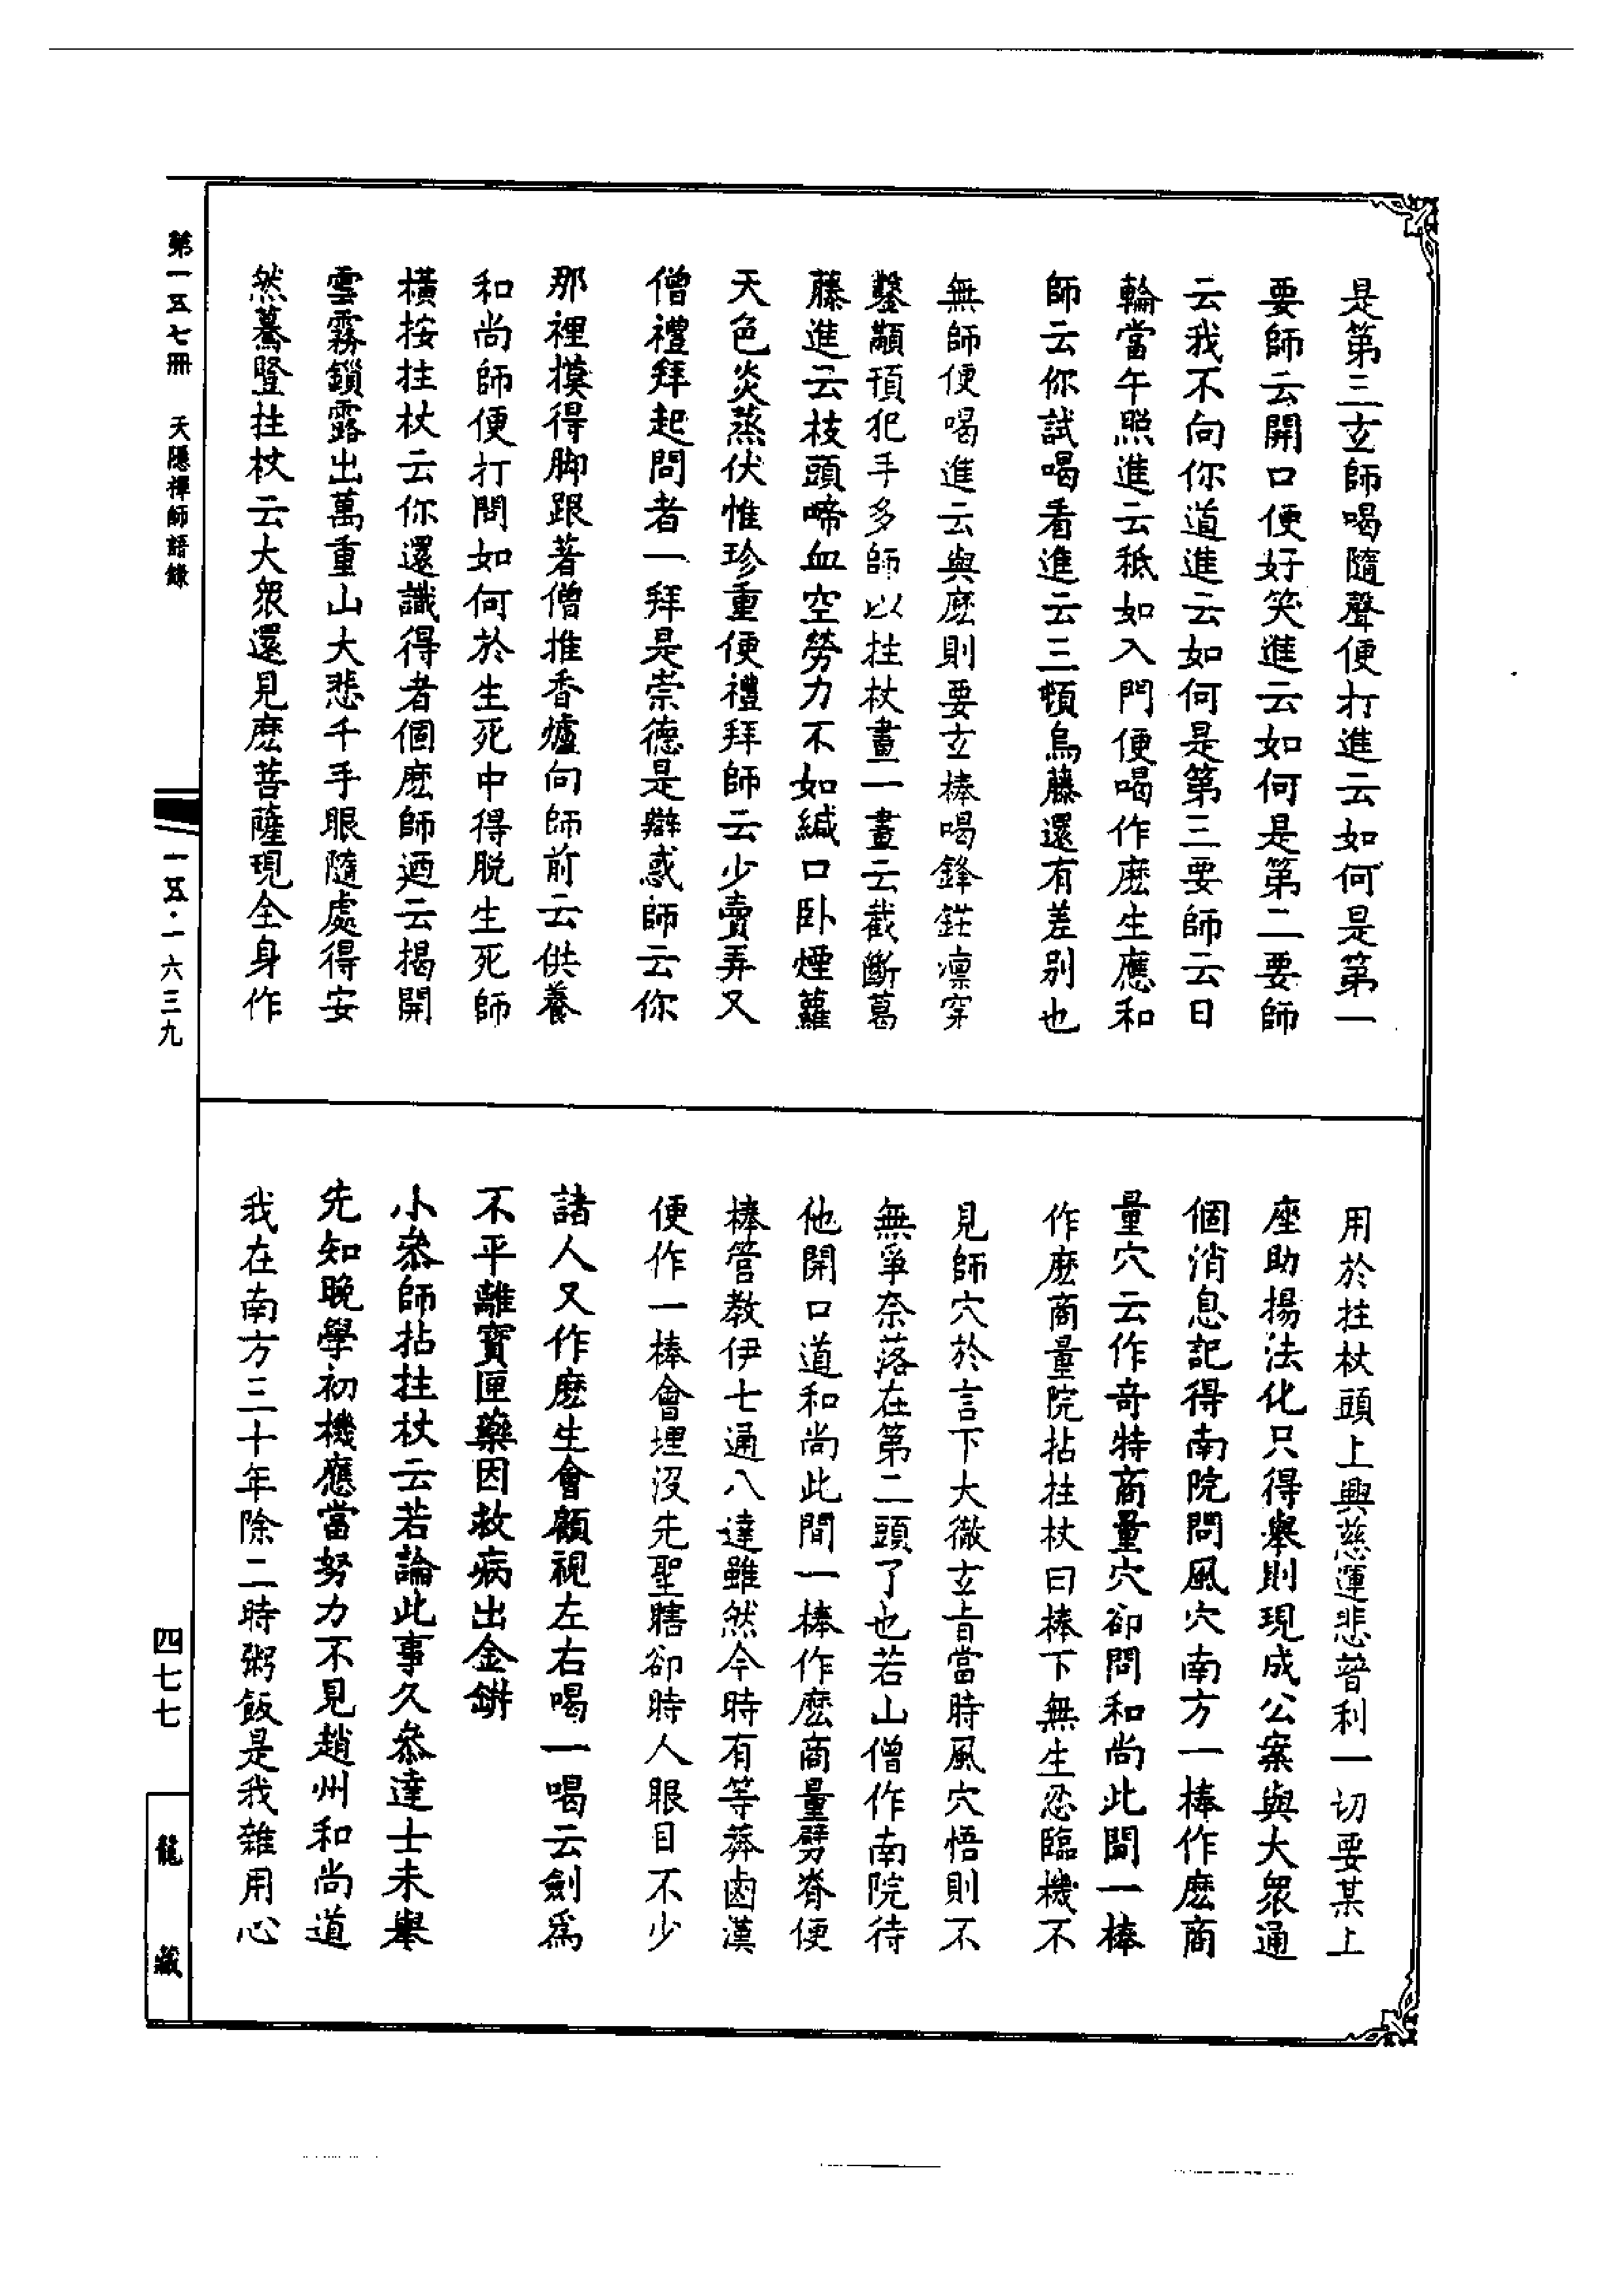 是第三玄師喝隨聲便打進云如何是第一
要師云開口便好笑進云如何是第二要師
云我不向你道進云如何是第三要師云日
輪當午照進云秖如入門便喝作麽生應和
師云你試喝看進云三頓烏藤還有差別也
無師便喝進云與麽則要玄棒喝鋒鋩凛穿
鑿顢頇犯手多師以拄杖畫一畫云截斷葛
藤進云枝頭啼血空勞力不如緘口卧煙蘿
天色炎蒸伏惟珍重便禮拜師云少賣弄又
僧禮拜起問者一拜是崇德是辯惑師云你
那裡摸得脚跟著僧推香爐向師前云供養
和尚師便打問如何於生死中得脱生死師
橫按拄杖云你還識得者個麽師廼云揭開
雲霧鎖露出萬重山大悲千手眼隨處得安
然驀豎拄杖云大衆還見麽菩薩現全身作
用於拄杖頭上興慈運悲普利一切要某上
座助揚法化只得舉則現成公案與大衆通
個消息記得南院問風穴南方一棒作麽商
量穴云作奇特商量穴卻問和尚此間一棒
作麽商量院拈拄杖曰棒下無生忍臨機不
見師穴於言下大徹玄旨當時風穴悟則不
無爭奈落在第二頭了也若山僧作南院待
他開口道和尚此間一棒作麽商量劈脊便
棒管教伊七通八達雖然今時有等莽鹵漢
便作一棒會埋沒先聖瞎卻時人眼目不少
諸人又作麽生會顧視左右喝一喝云劍爲
不平離寶匣藥因救病出金缾
小叅師拈拄杖云若論此事久叅達士未舉
先知晚學初機應當努力不見趙州和尚道
我在南方三十年除二時粥飯是我雜用心
第一五七冊　天隱禪師語錄
一五·一六三九
四七七
龍藏